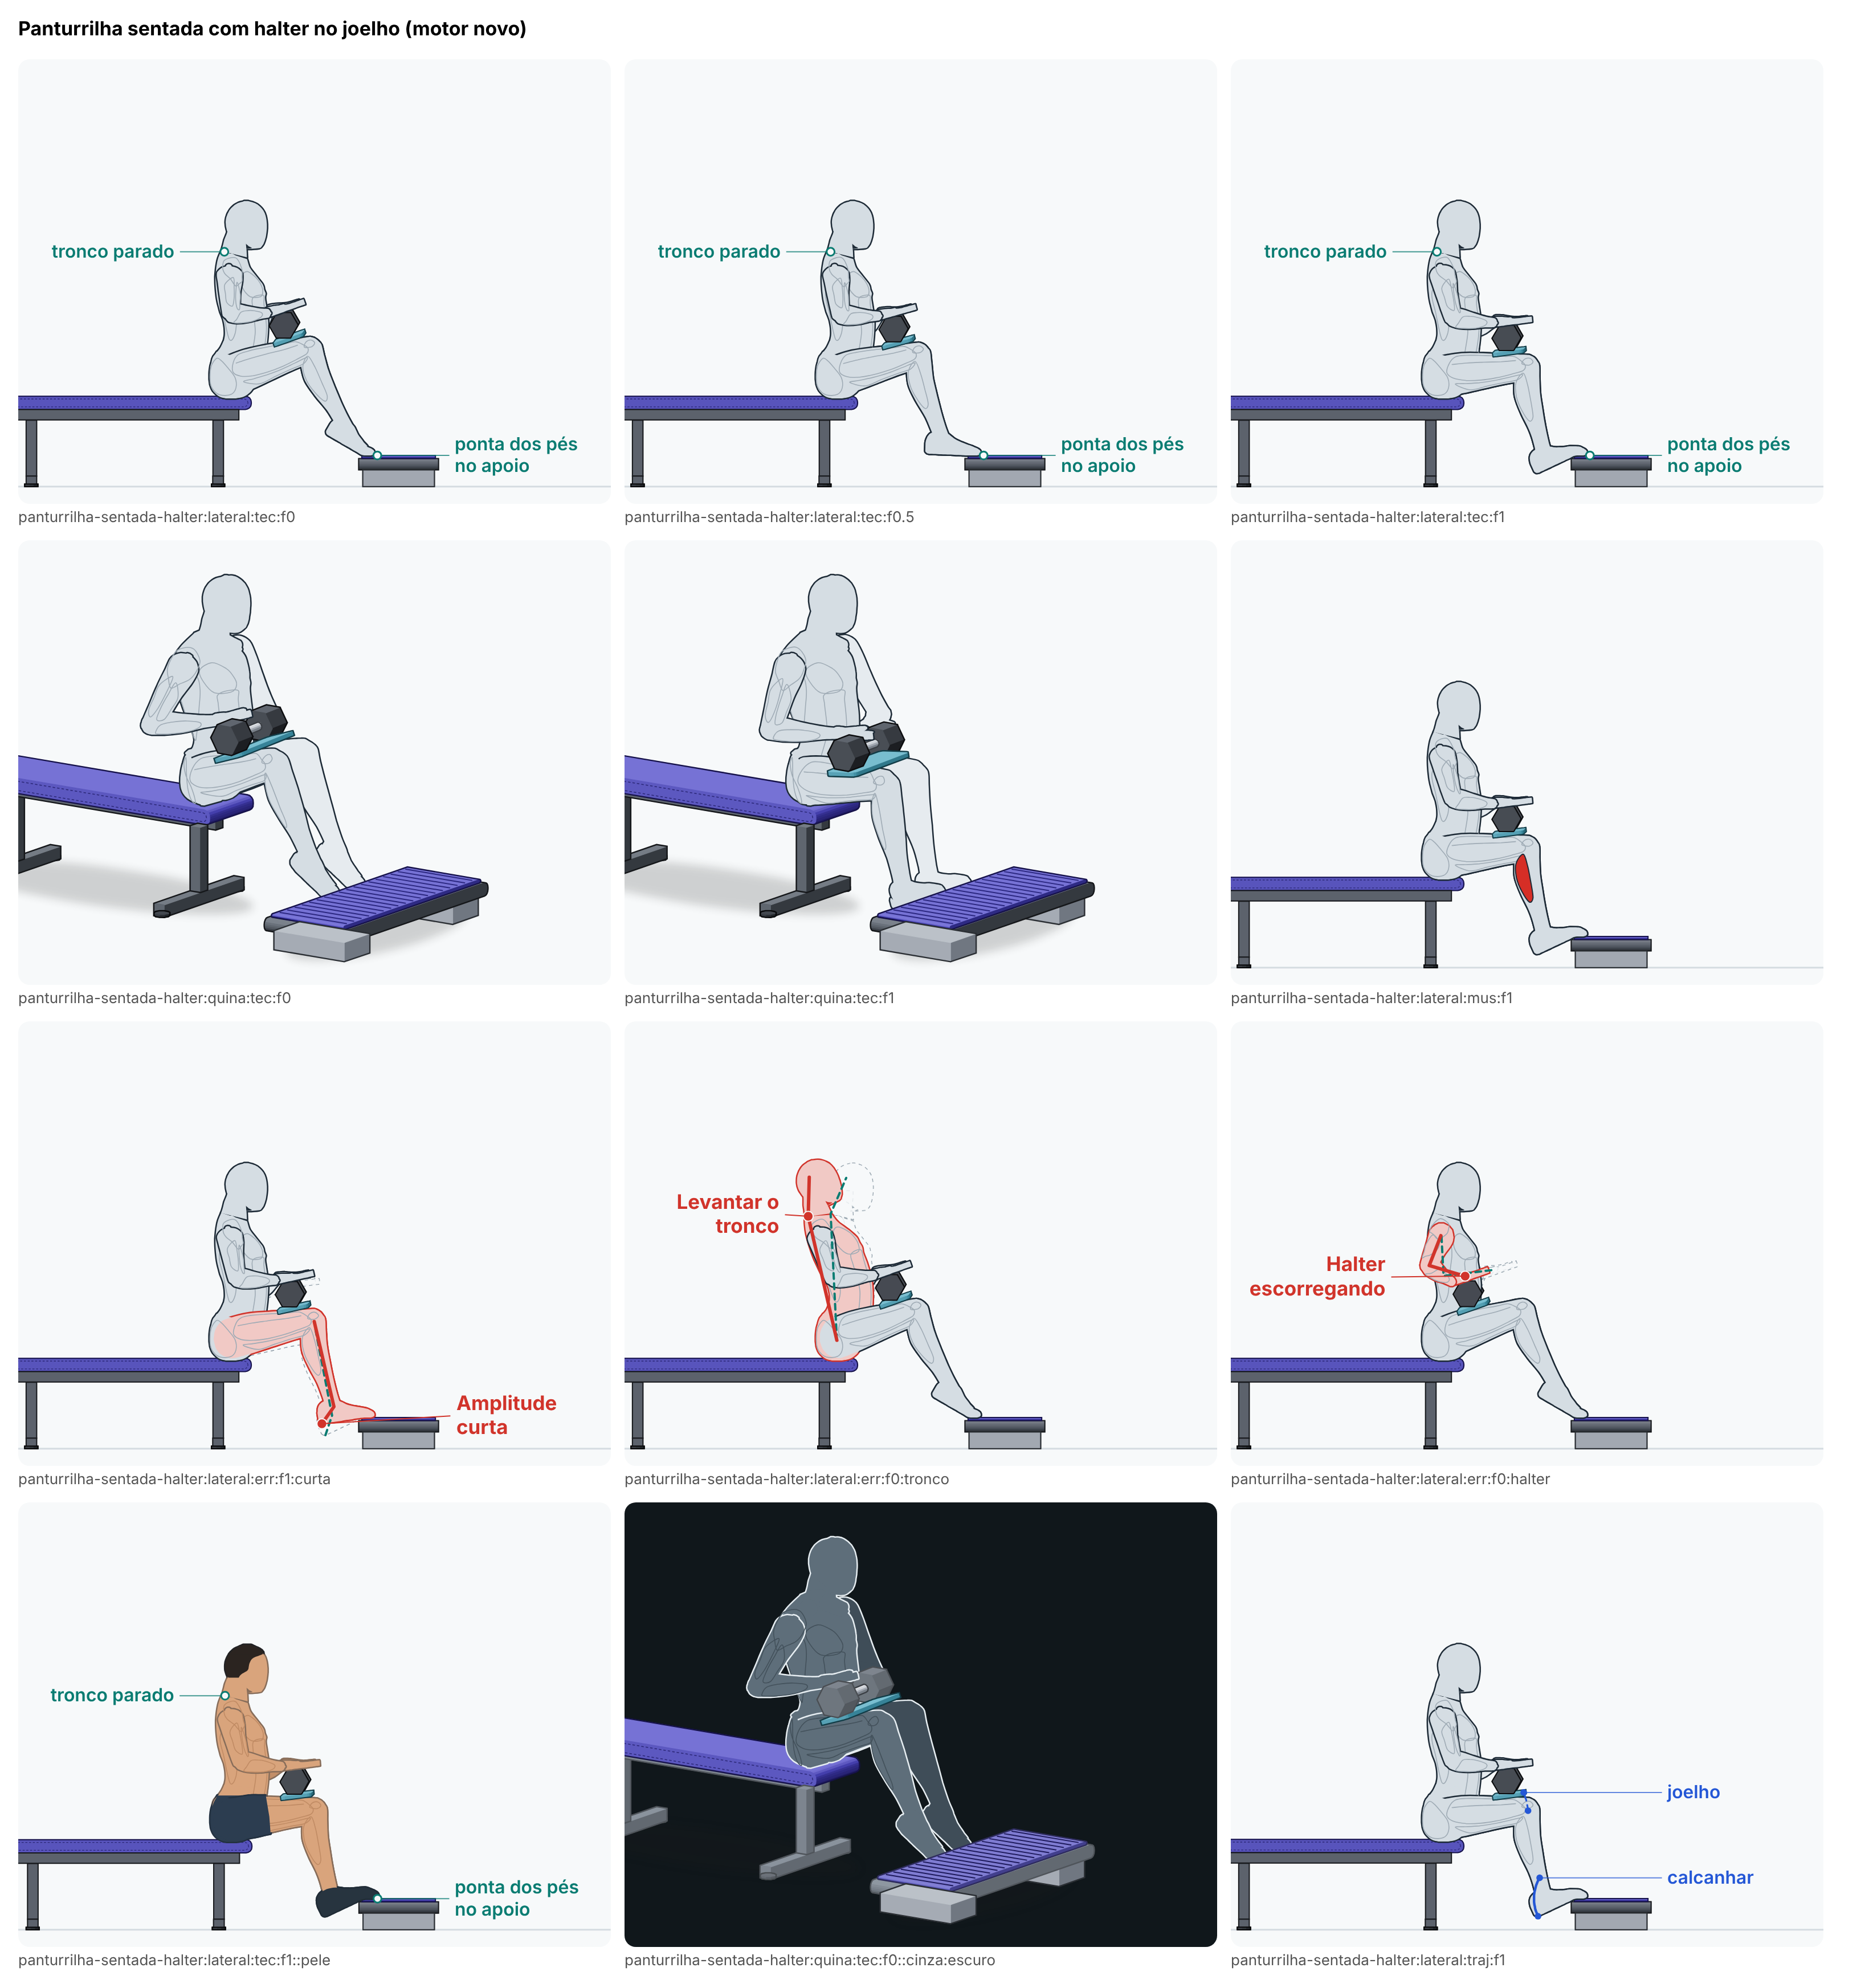 Panturrilha sentada com halter no joelho (motor novo)
tronco parado
ponta dos pés
no apoio
panturrilha-sentada-halter:lateral:tec:f0
tronco parado
ponta dos pés
no apoio
panturrilha-sentada-halter:lateral:tec:f0.5
tronco parado
ponta dos pés
no apoio
panturrilha-sentada-halter:lateral:tec:f1
panturrilha-sentada-halter:quina:tec:f0
panturrilha-sentada-halter:quina:tec:f1
panturrilha-sentada-halter:lateral:mus:f1
Amplitude
curta
panturrilha-sentada-halter:lateral:err:f1:curta
Levantar o
tronco
panturrilha-sentada-halter:lateral:err:f0:tronco
Halter
escorregando
panturrilha-sentada-halter:lateral:err:f0:halter
tronco parado
ponta dos pés
no apoio
panturrilha-sentada-halter:lateral:tec:f1::pele
panturrilha-sentada-halter:quina:tec:f0::cinza:escuro
joelho
calcanhar
panturrilha-sentada-halter:lateral:traj:f1